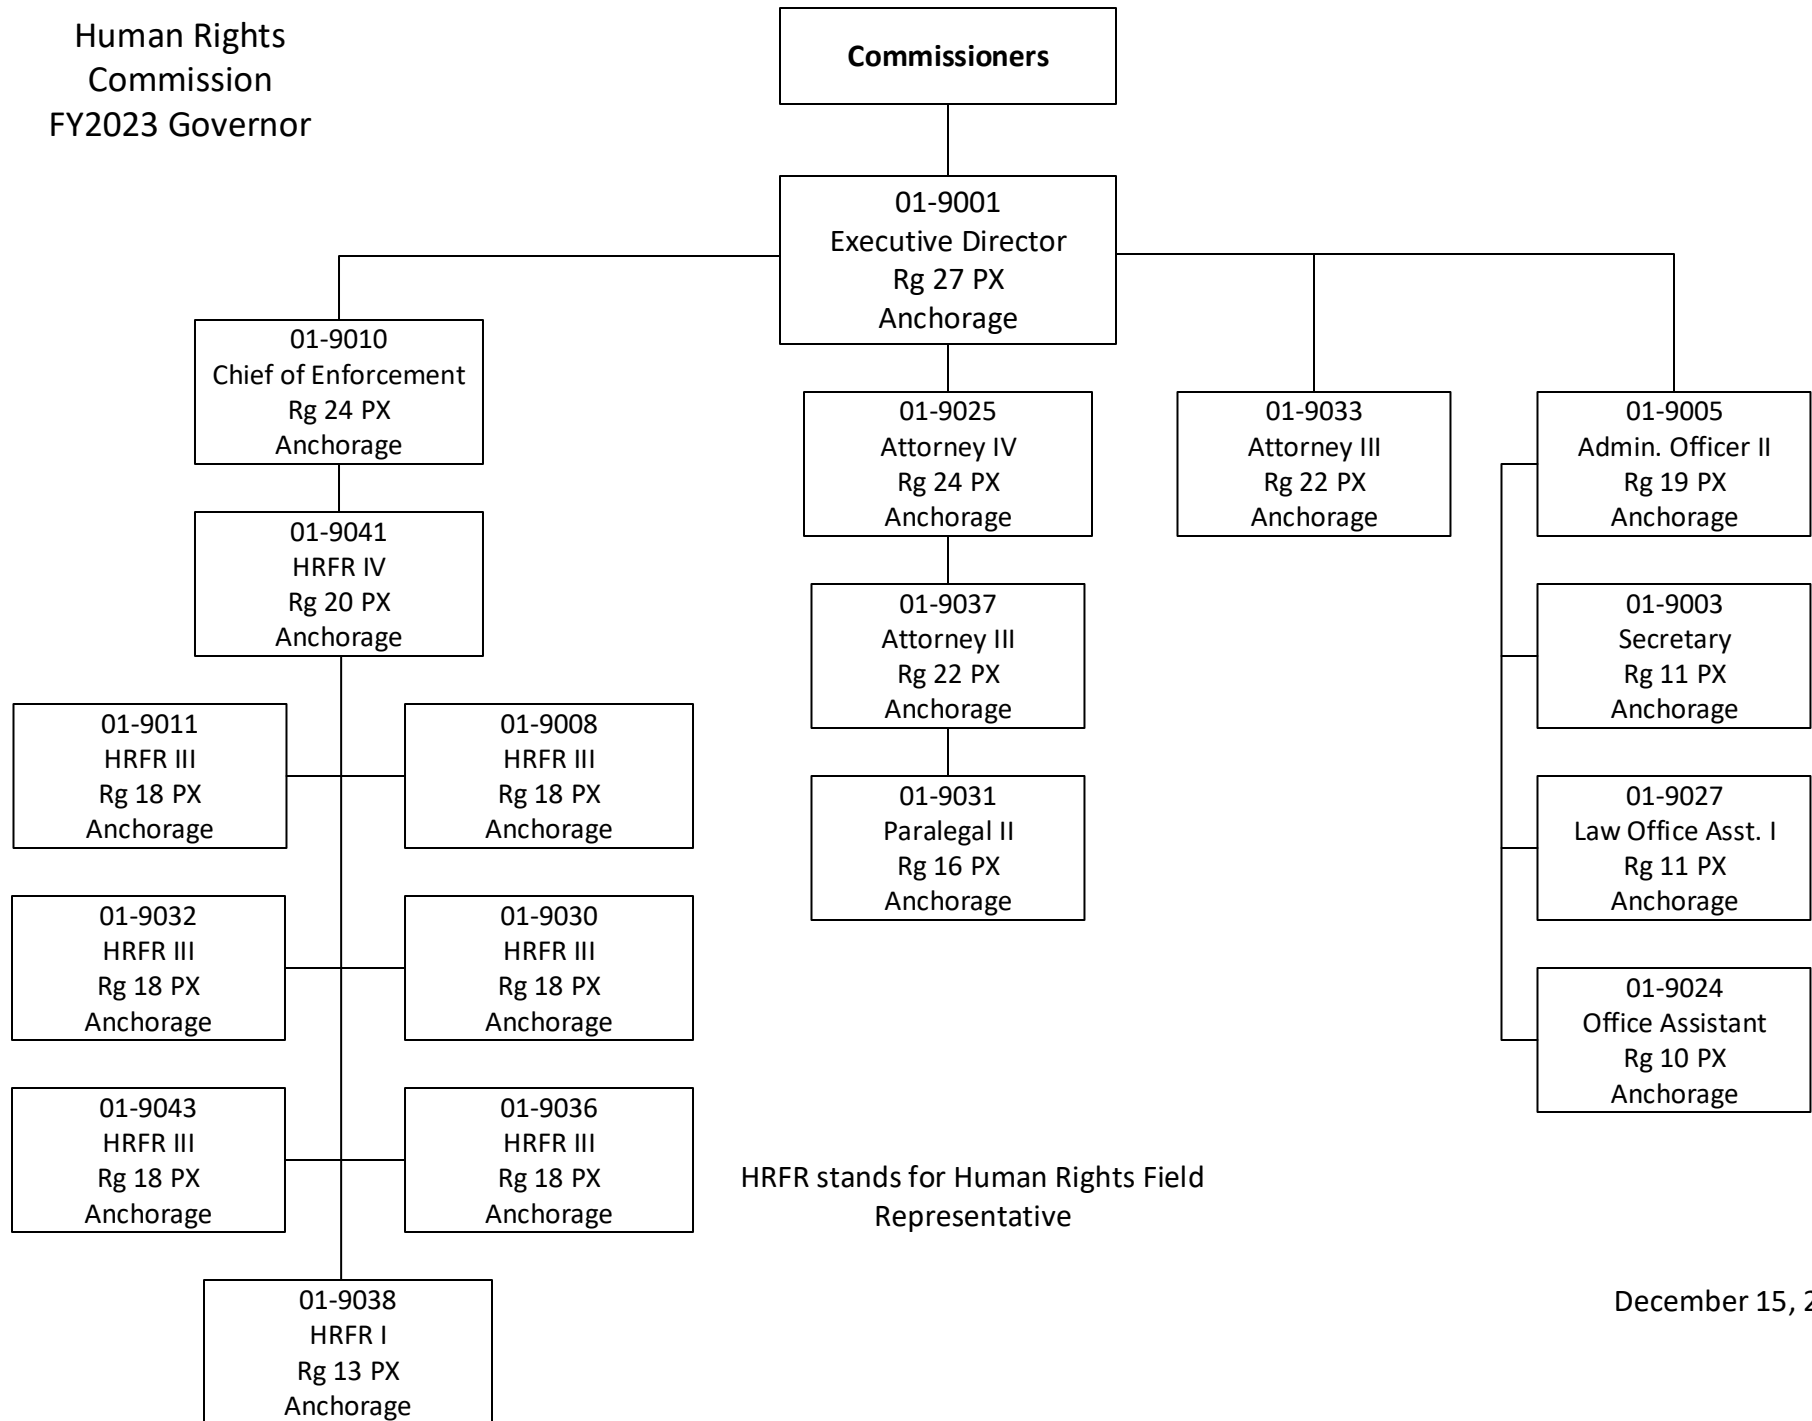 Human Rights
Commission
FY2023 Governor
Commissioners
01-9001
Executive Director
Rg 27 PX
Anchorage
01-9010
Chief of Enforcement
Rg 24 PX
Anchorage
01-9025
Attorney IV
Rg 24 PX
Anchorage
01-9033
Attorney III
Rg 22 PX
Anchorage
01-9005
Admin. Officer II
Rg 19 PX
Anchorage
01-9041
HRFR IV
Rg 20 PX
Anchorage
01-9037
Attorney III
Rg 22 PX
Anchorage
01-9003
Secretary
Rg 11 PX
Anchorage
01-9011
HRFR III
Rg 18 PX
Anchorage
01-9008
HRFR III
Rg 18 PX
Anchorage
01-9031
Paralegal II
Rg 16 PX
Anchorage
01-9027
Law Office Asst. I
Rg 11 PX
Anchorage
01-9032
HRFR III
Rg 18 PX
Anchorage
01-9030
HRFR III
Rg 18 PX
Anchorage
01-9024
Office Assistant
Rg 10 PX
Anchorage
01-9043
HRFR III
Rg 18 PX
Anchorage
01-9036
HRFR III
Rg 18 PX
Anchorage
HRFR stands for Human Rights Field
Representative
01-9038
HRFR I
Rg 13 PX
Anchorage
December 15,